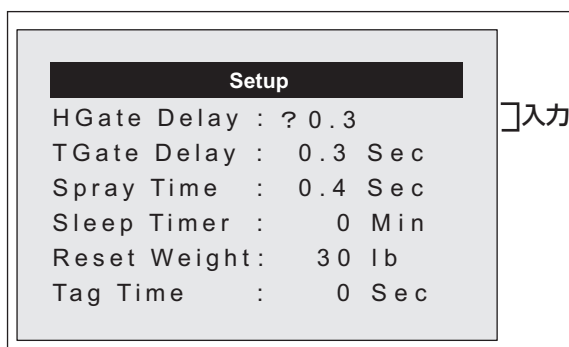 Setup
HGate Delay : ? 0.3
入力
TGate Delay : 0.3 Sec
Spray Time : 0.4 Sec
Sleep Timer : 0 Min
Reset Weight: 30 lb
Tag Time : 0 Sec